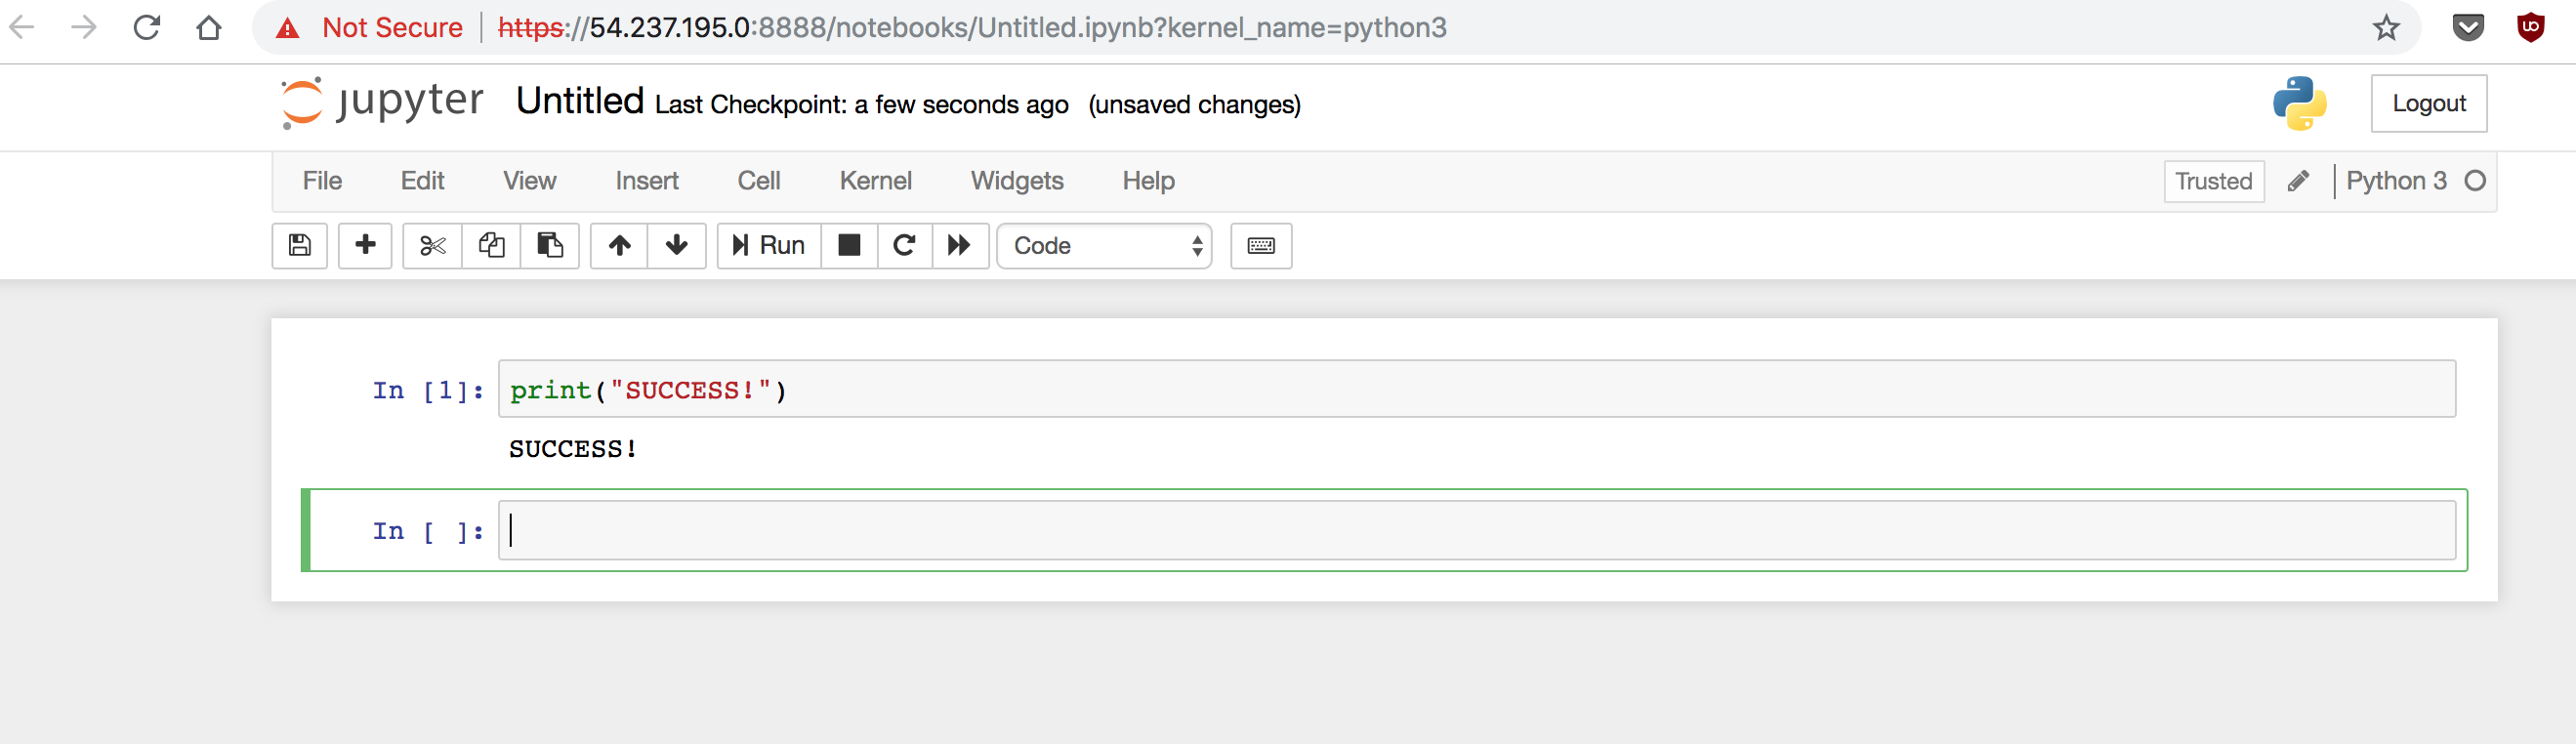 Not Secure | https://54.237.195.0:8888/notebooks/Untitled.ipynb?kernel_name=python3
jupyter Untitled Last Checkpoint: a few seconds ago (unsaved changes) Logout
File Edit View Insert Cell Kernel Widgets Help Trusted Python 3
Run Code
In [1]: print("SUCCESS!")
SUCCESS!
In [ ]: